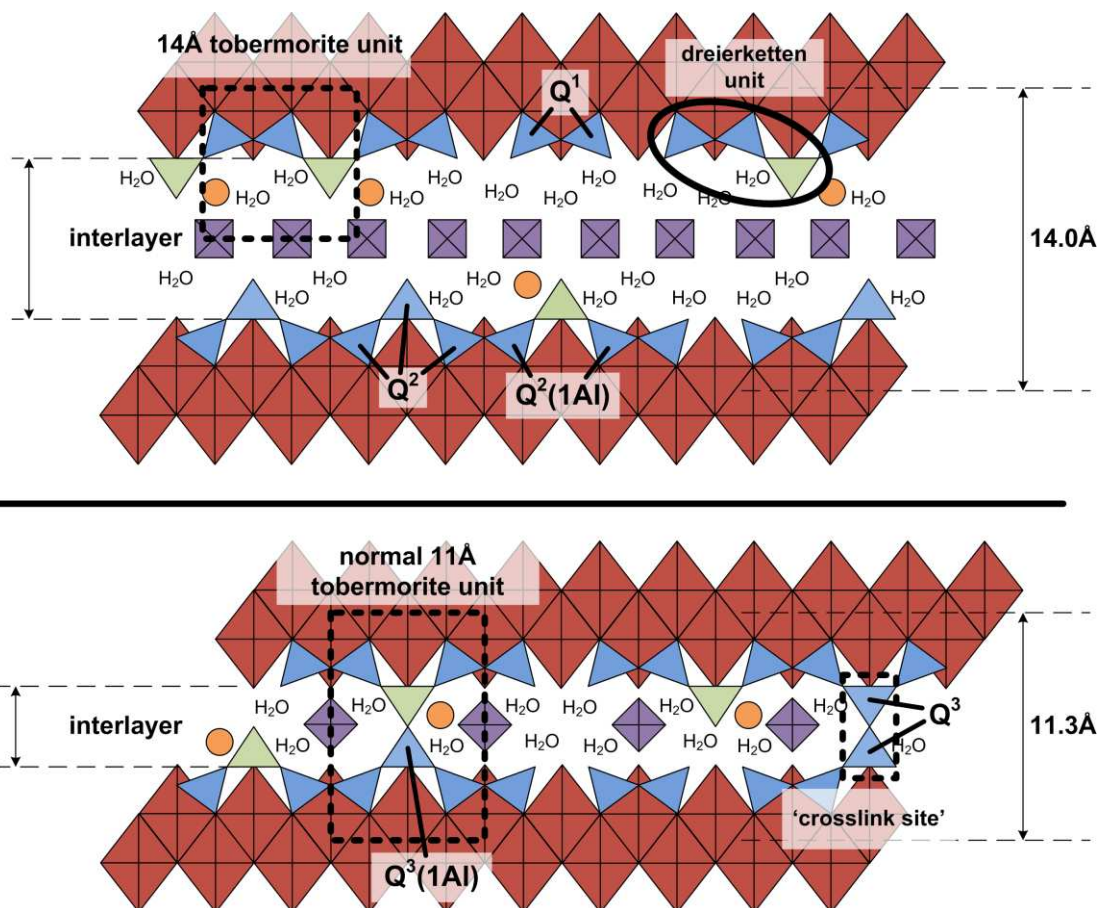 14Å tobermorite unit
dreierketten
unit
Q¹
H₂O H₂O H₂O H₂O
H₂O H₂O H₂O H₂O H₂O H₂O H₂O H₂O
interlayer
14.0Å
H₂O H₂O H₂O H₂O
H₂O H₂O H₂O H₂O H₂O H₂O
Q² Q²(1Al)
normal 11Å
tobermorite unit
H₂O H₂O H₂O H₂O H₂O
interlayer
Q³
11.3Å
H₂O H₂O H₂O H₂O H₂O H₂O
'crosslink site'
Q³(1Al)